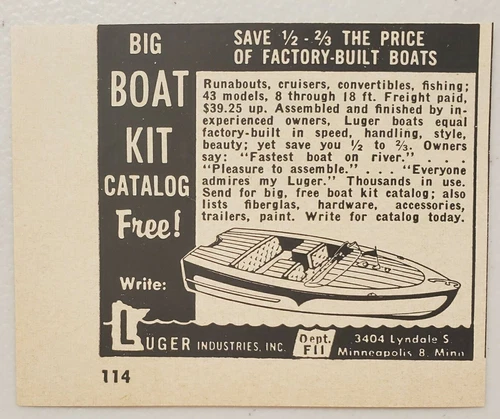 BIG
BOAT
KIT
CATALOG
Free!
Write:
SAVE ½ - ⅔ THE PRICE
OF FACTORY-BUILT BOATS
Runabouts, cruisers, convertibles, fishing;
43 models, 8 through 18 ft. Freight paid,
$39.25 up. Assembled and finished by in-
experienced owners, Luger boats equal
factory-built in speed, handling, style,
beauty; yet save you ½ to ⅔. Owners
say: "Fastest boat on river." . . . .
"Pleasure to assemble." . . . "Everyone
admires my Luger." Thousands in use.
Send for big, free boat kit catalog; also
lists fiberglas, hardware, accessories,
trailers, paint. Write for catalog today.
LUGER INDUSTRIES, INC.
Dept.
F11
3404 Lyndale S
Minneapolis 8, Minn
114